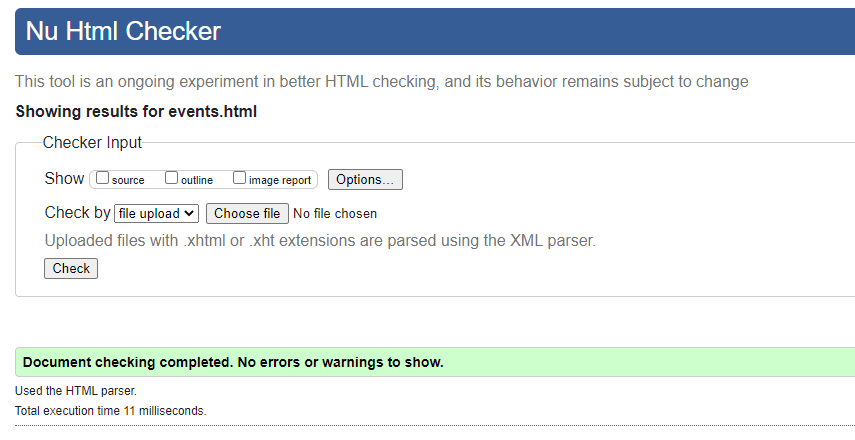 Nu Html Checker
This tool is an ongoing experiment in better HTML checking, and its behavior remains subject to change
Showing results for events.html
Checker Input
Show source outline image report Options...
Check by file upload Choose file No file chosen
Uploaded files with .xhtml or .xht extensions are parsed using the XML parser.
Check
Document checking completed. No errors or warnings to show.
Used the HTML parser.
Total execution time 11 milliseconds.